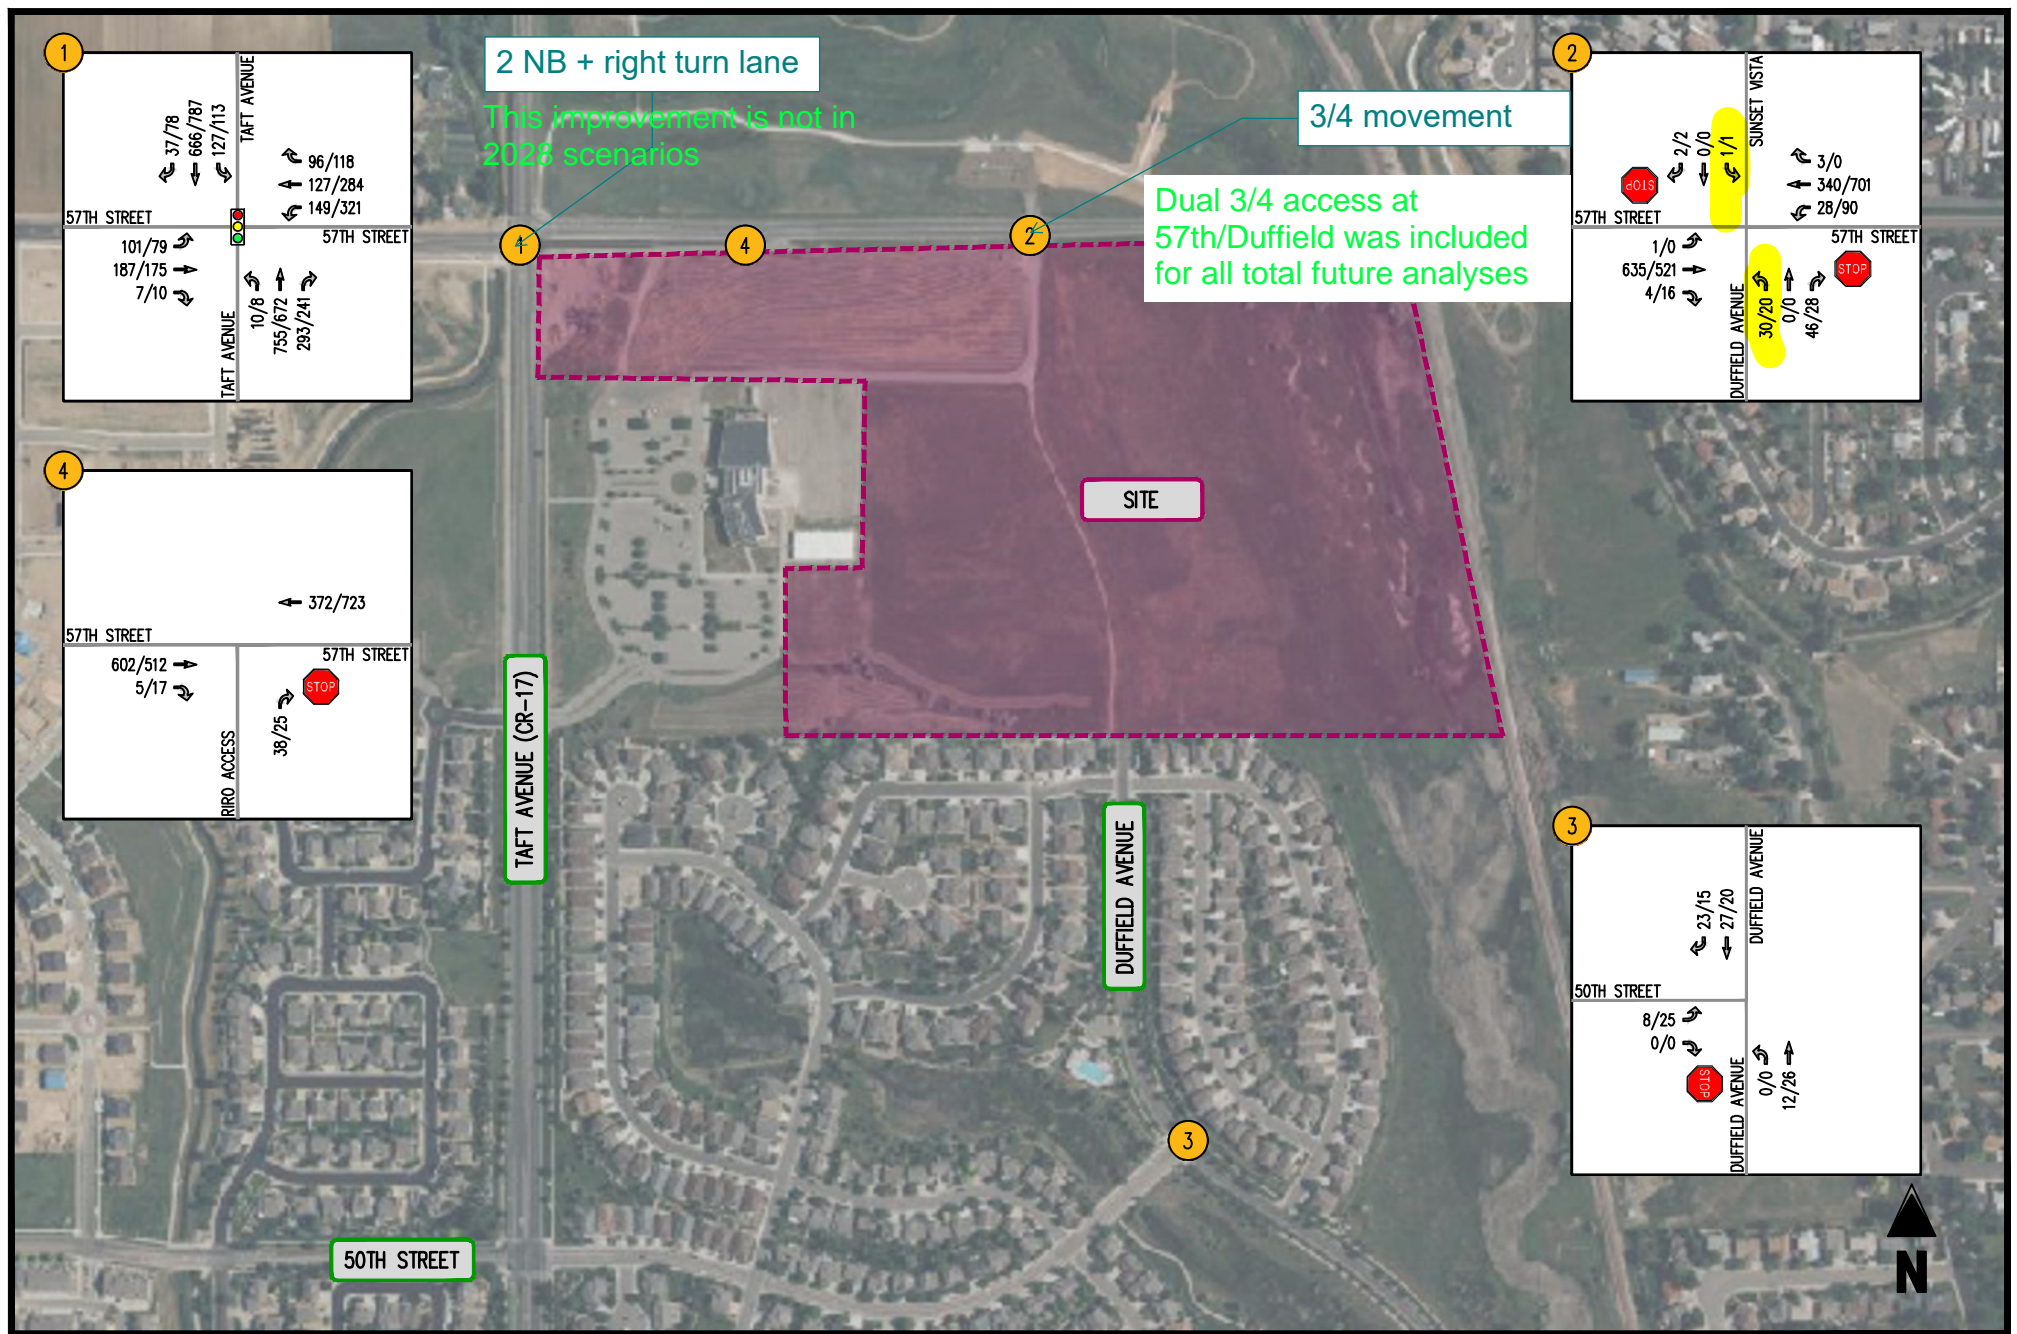 1
TAFT AVENUE
37/78
666/787
127/113
96/118
127/284
149/321
57TH STREET
57TH STREET
101/79
187/175
7/10
10/8
755/672
293/241
TAFT AVENUE
2 NB + right turn lane
This improvement is not in
2028 scenarios
3/4 movement
Dual 3/4 access at
57th/Duffield was included
for all total future analyses
2
SUNSET VISTA
2/2
0/0
1/1
STOP
3/0
340/701
28/90
57TH STREET
57TH STREET
1/0
635/521
4/16
30/20
0/0
46/28
STOP
DUFFIELD AVENUE
1
4
2
4
372/723
57TH STREET
57TH STREET
602/512
5/17
38/25
STOP
RIRO ACCESS
SITE
TAFT AVENUE (CR-17)
DUFFIELD AVENUE
3
50TH STREET
3
DUFFIELD AVENUE
23/15
27/20
50TH STREET
8/25
0/0
STOP
0/0
12/26
DUFFIELD AVENUE
N